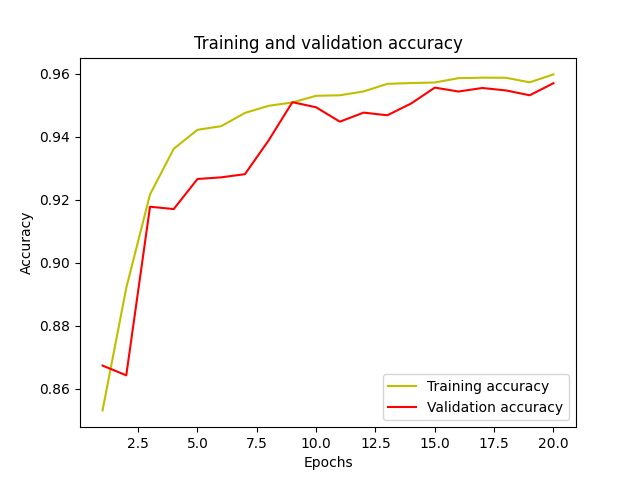 Training and validation accuracy
0.96
0.94
0.92
0.90
0.88
0.86
Accuracy
2.5 5.0 7.5 10.0 12.5 15.0 17.5 20.0
Epochs
Training accuracy
Validation accuracy